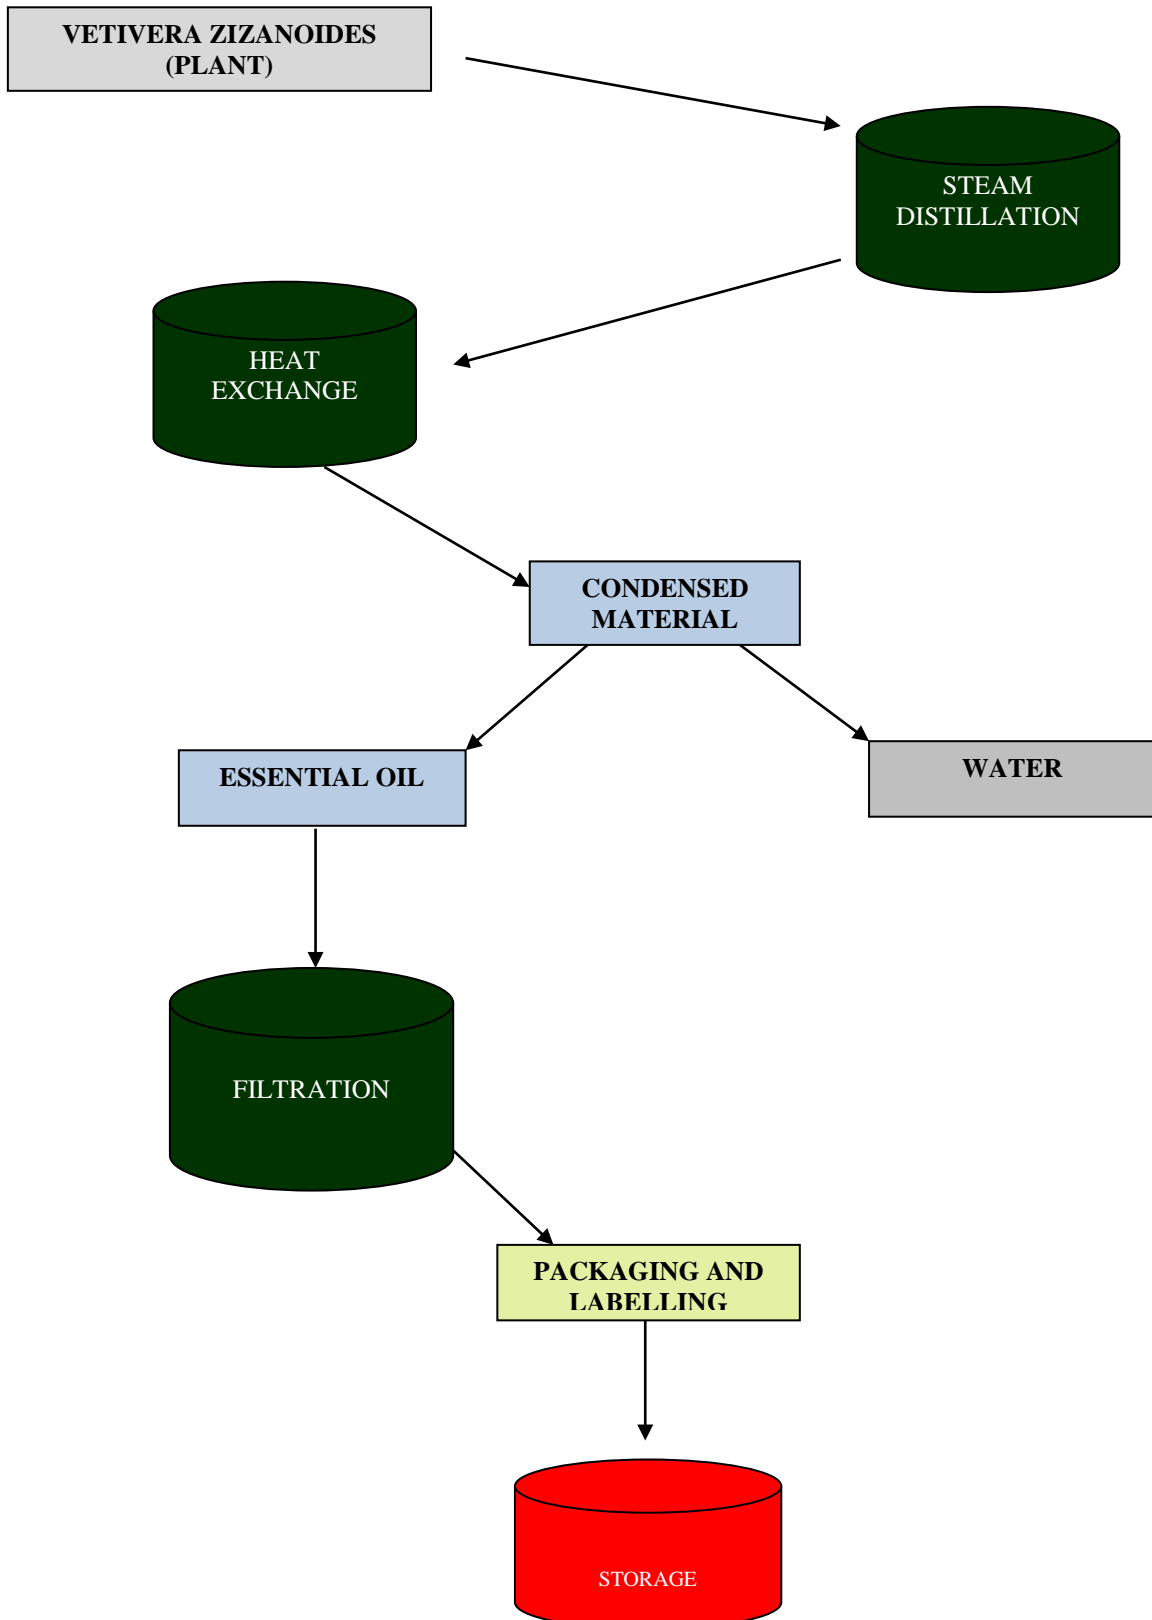 VETIVERA ZIZANOIDES
(PLANT)
STEAM
DISTILLATION
HEAT
EXCHANGE
CONDENSED
MATERIAL
ESSENTIAL OIL
WATER
FILTRATION
PACKAGING AND
LABELLING
STORAGE